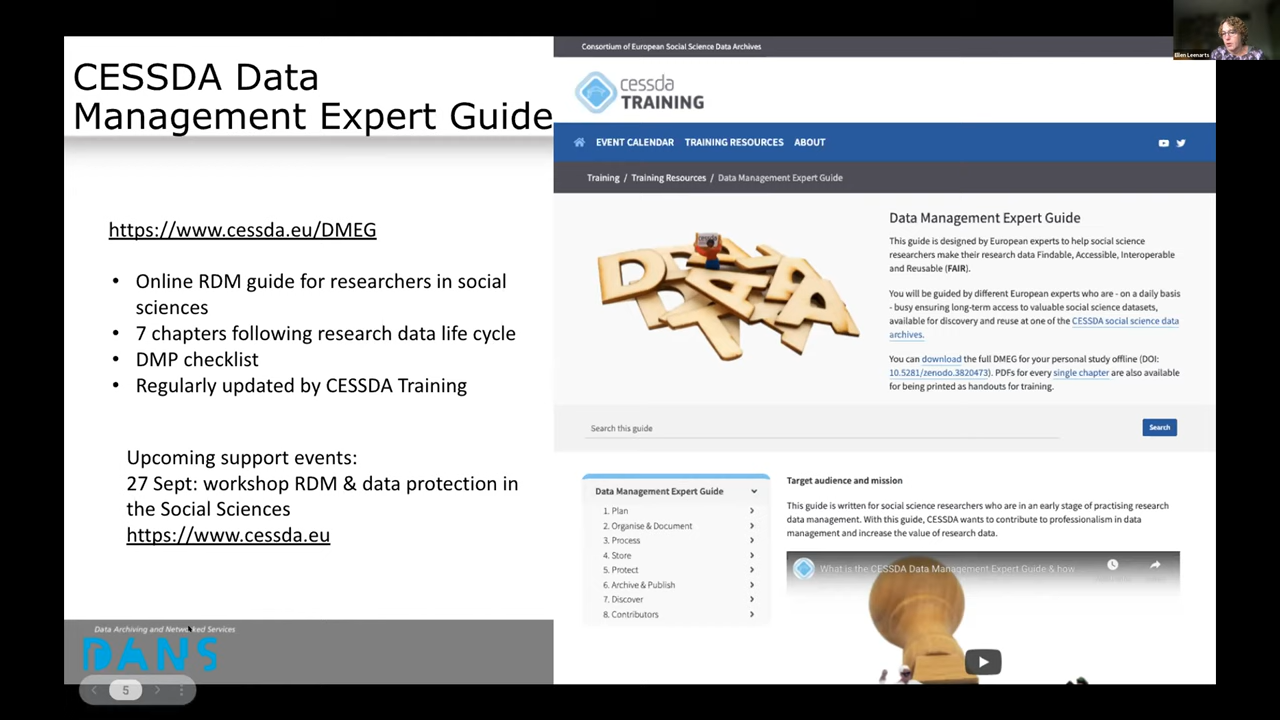 CESSDA Data
Management Expert Guide
https://www.cessda.eu/DMEG
• Online RDM guide for researchers in social
sciences
• 7 chapters following research data life cycle
• DMP checklist
• Regularly updated by CESSDA Training
Upcoming support events:
27 Sept: workshop RDM & data protection in
the Social Sciences
https://www.cessda.eu
Data Archiving and Networked Services
DANS
5
Consortium of European Social Science Data Archives
cessda
TRAINING
EVENT CALENDAR TRAINING RESOURCES ABOUT
Training / Training Resources / Data Management Expert Guide
DATA
Data Management Expert Guide
This guide is designed by European experts to help social science
researchers make their research data Findable, Accessible, Interoperable
and Reusable (FAIR).
You will be guided by different European experts who are - on a daily basis
- busy ensuring long-term access to valuable social science datasets,
available for discovery and reuse at one of the CESSDA social science data
archives.
You can download the full DMEG for your personal study offline (DOI:
10.5281/zenodo.3820473). PDFs for every single chapter are also available
for being printed as handouts for training.
Search this guide
Search
Data Management Expert Guide
1. Plan
2. Organise & Document
3. Process
4. Store
5. Protect
6. Archive & Publish
7. Discover
8. Contributors
Target audience and mission
This guide is written for social science researchers who are in an early stage of practising research
data management. With this guide, CESSDA wants to contribute to professionalism in data
management and increase the value of research data.
What is the CESSDA Data Management Expert Guide & how
Ellen Leenarts